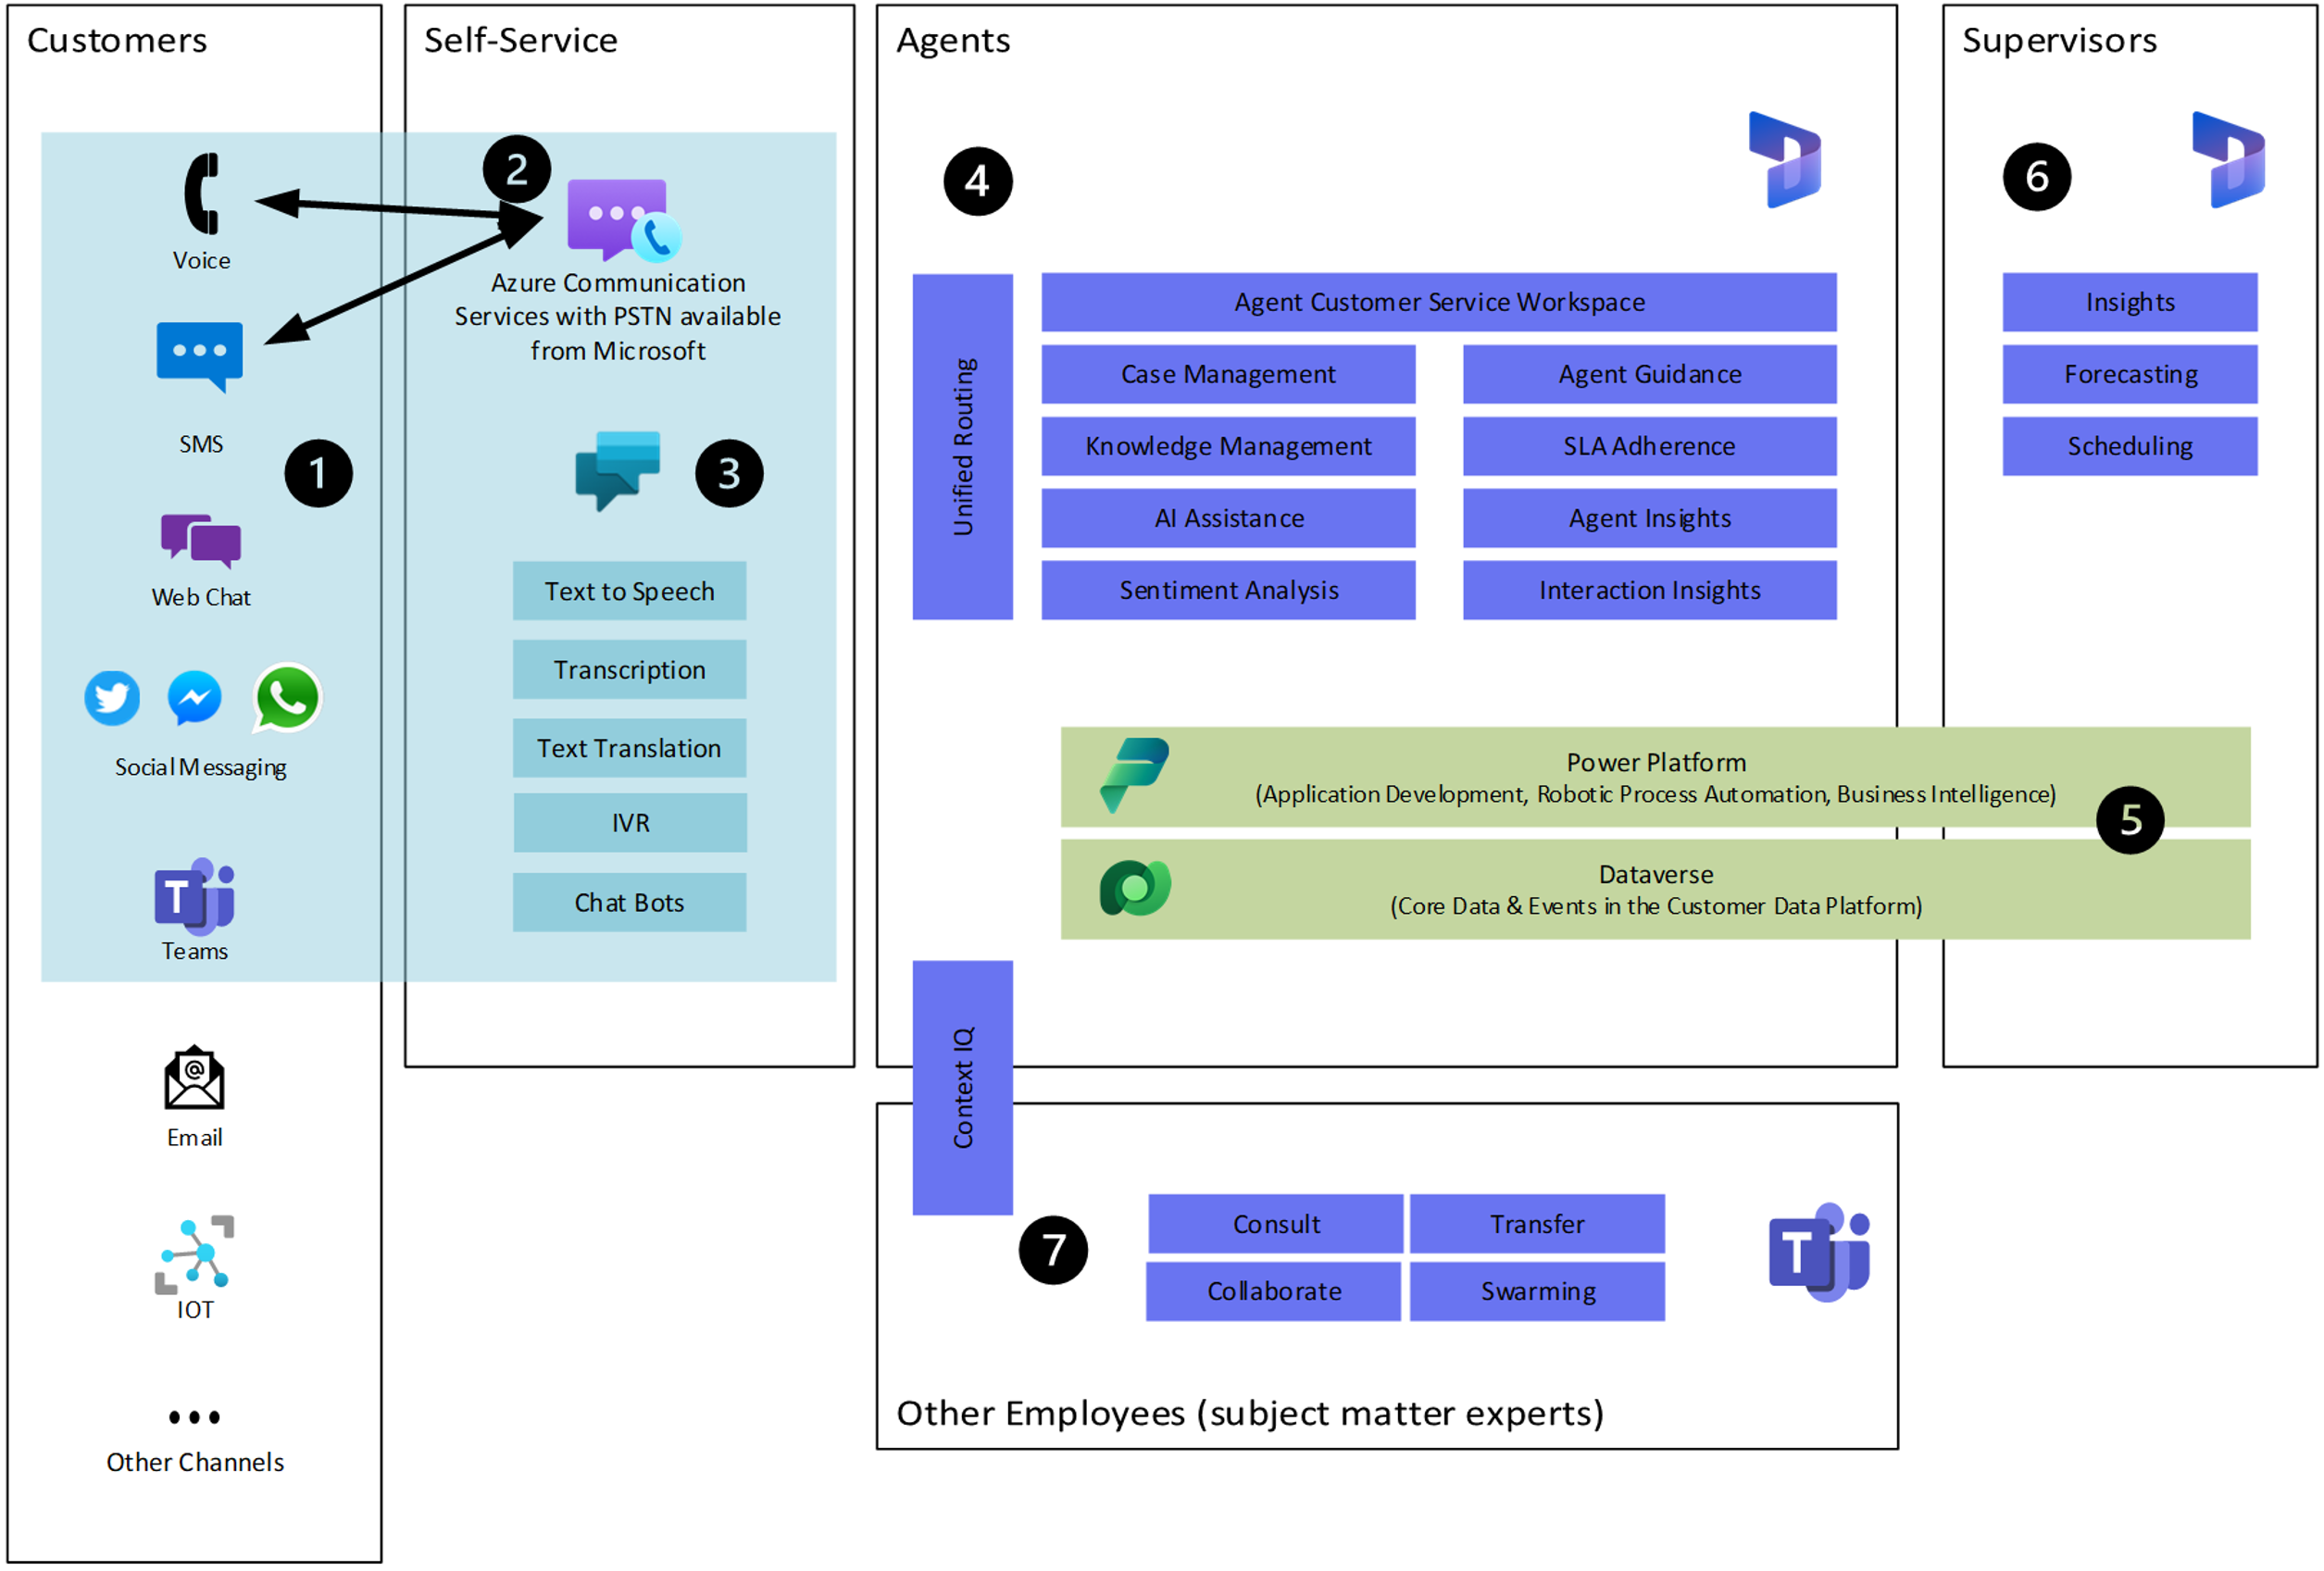 Customers
Voice
SMS
1
Web Chat
Social Messaging
T
Teams
@
Email
IOT
Other Channels
Self-Service
2
Azure Communication
Services with PSTN available
from Microsoft
3
Text to Speech
Transcription
Text Translation
IVR
Chat Bots
Agents
4
Unified Routing
Agent Customer Service Workspace
Case Management
Agent Guidance
Knowledge Management
SLA Adherence
AI Assistance
Agent Insights
Sentiment Analysis
Interaction Insights
Supervisors
6
Insights
Forecasting
Scheduling
Power Platform
(Application Development, Robotic Process Automation, Business Intelligence)
5
Dataverse
(Core Data & Events in the Customer Data Platform)
Context IQ
7
Consult
Transfer
Collaborate
Swarming
T
Other Employees (subject matter experts)